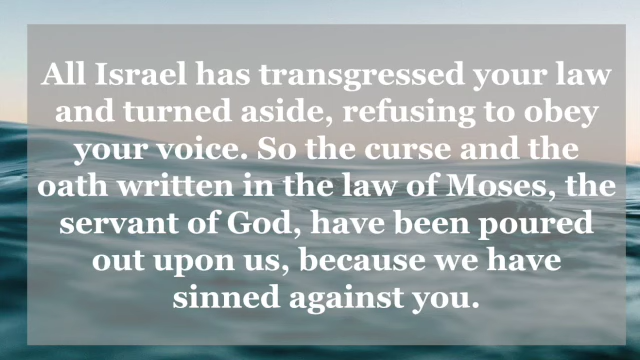 All Israel has transgressed your law
and turned aside, refusing to obey
your voice. So the curse and the
oath written in the law of Moses, the
servant of God, have been poured
out upon us, because we have
sinned against you.